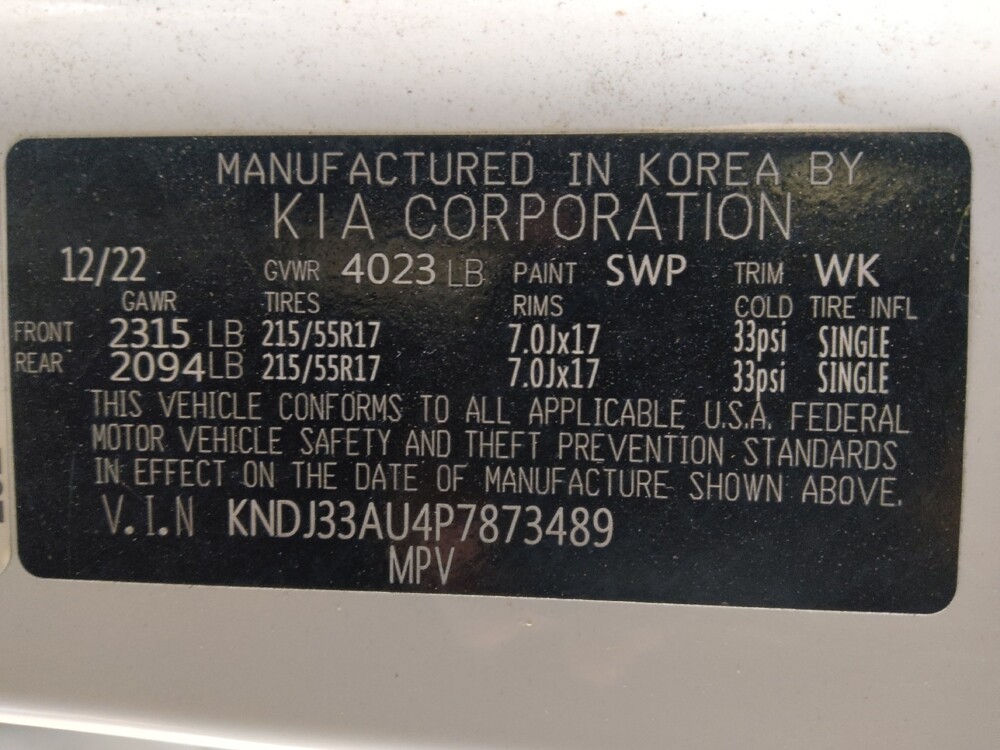 MANUFACTURED IN KOREA BY
KIA CORPORATION
12/22 GVWR 4023 LB PAINT SWP TRIM WK
GAWR TIRES RIMS COLD TIRE INFL
FRONT 2315 LB 215/55R17 7.0Jx17 33psi SINGLE
REAR 2094 LB 215/55R17 7.0Jx17 33psi SINGLE
THIS VEHICLE CONFORMS TO ALL APPLICABLE U.S.A. FEDERAL
MOTOR VEHICLE SAFETY AND THEFT PREVENTION STANDARDS
IN EFFECT ON THE DATE OF MANUFACTURE SHOWN ABOVE.
V.I.N KNDJ33AU4P7873489
MPV